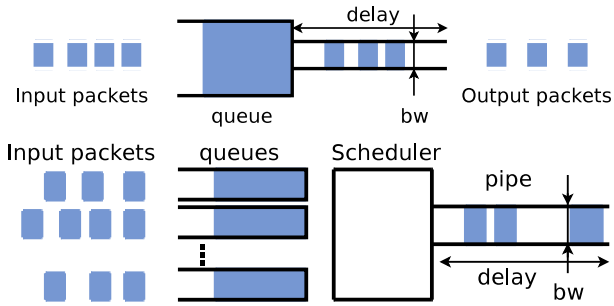 delay
Input packets
queue
bw
Output packets
Input packets
queues
Scheduler
pipe
delay
bw